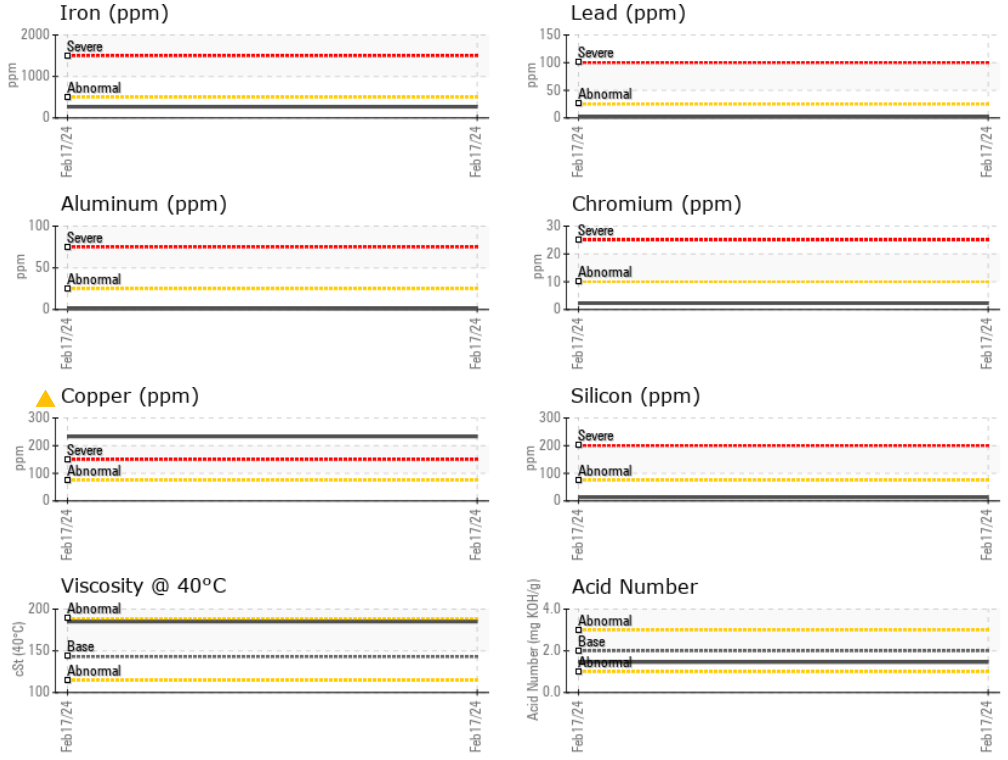 Iron (ppm)
2000
1000
0
ppm
Severe
Abnormal
Feb17/24
Feb17/24
Lead (ppm)
150
100
50
0
ppm
Severe
Abnormal
Feb17/24
Feb17/24
Aluminum (ppm)
100
50
0
ppm
Severe
Abnormal
Feb17/24
Feb17/24
Chromium (ppm)
30
20
10
0
ppm
Severe
Abnormal
Feb17/24
Feb17/24
Copper (ppm)
300
200
100
0
ppm
Severe
Abnormal
Feb17/24
Feb17/24
Silicon (ppm)
300
200
100
0
ppm
Severe
Abnormal
Feb17/24
Feb17/24
Viscosity @ 40°C
200
150
100
cSt (40°C)
Abnormal
Base
Abnormal
Feb17/24
Feb17/24
Acid Number
4.0
2.0
0.0
Acid Number (mg KOH/g)
Abnormal
Base
Abnormal
Feb17/24
Feb17/24